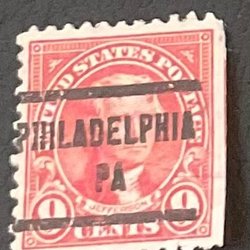 UNITED STATES POSTAGE
PHILADELPHIA
PA
JEFFERSON
9 CENTS 9